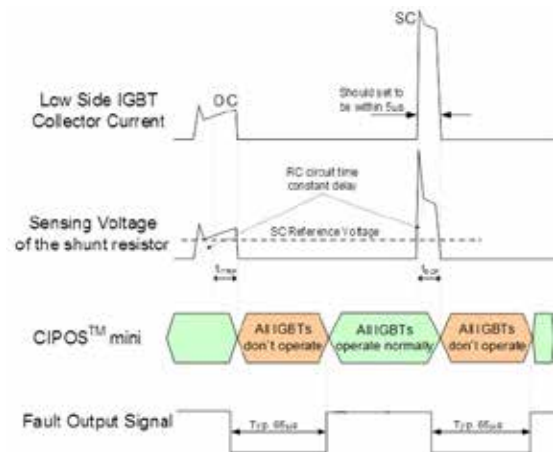 SC
OC
Low Side IGBT
Collector Current
Should set to
be within 5us
RC circuit time
constant delay
Sensing Voltage
of the shunt resistor
SC Reference Voltage
CIPOS™ mini
All IGBTs
don't operate
All IGBTs
operate normally
All IGBTs
don't operate
Fault Output Signal
Typ. 65us
Typ. 65us